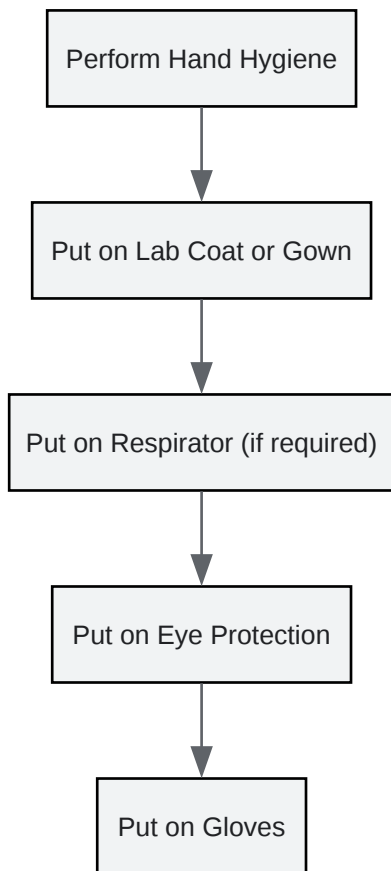 Perform Hand Hygiene
Put on Lab Coat or Gown
Put on Respirator (if required)
Put on Eye Protection
Put on Gloves